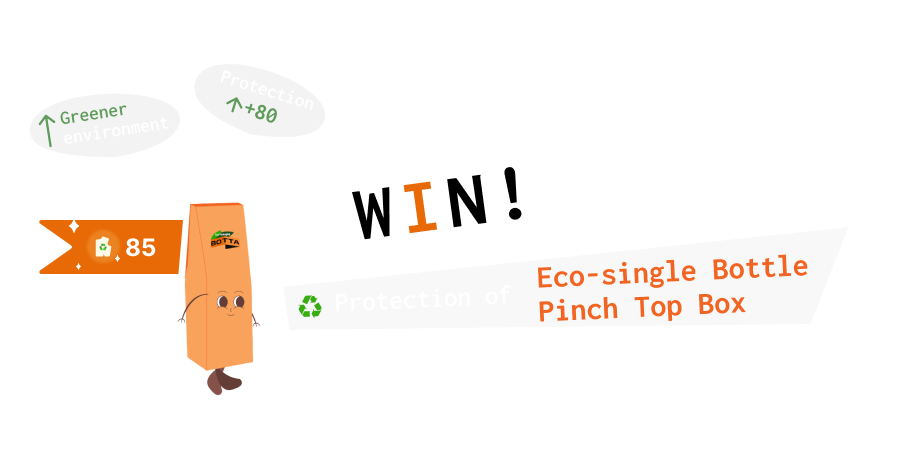 Protection
+80
Greener
environment
WIN!
85
BOTTA
Protection of
Eco-single Bottle
Pinch Top Box